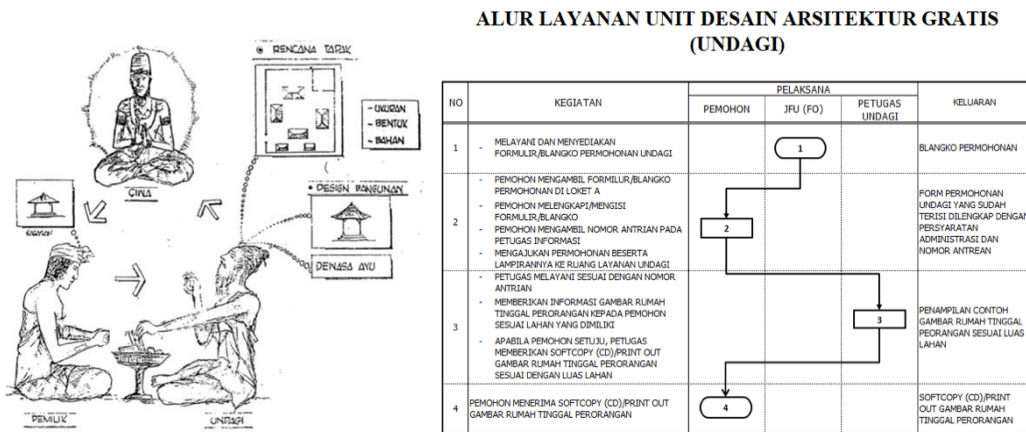 ALUR LAYANAN UNIT DESAIN ARSITEKTUR GRATIS
(UNDAGI)
RENCANA TAPAK
- UKURAN
- BENTUK
- BAHAN
CIWA
DESIGN BANGUNAN
DEWASA AYU
PEMILIK
UNDAGI
NO
KEGIATAN
PELAKSANA
PEMOHON
JFU (FO)
PETUGAS
UNDAGI
KELUARAN
1
- MELAYANI DAN MENYEDIAKAN
FORMULIR/BLANGKO PERMOHONAN UNDAGI
1
BLANGKO PERMOHONAN
2
- PEMOHON MENGAMBIL FORMILUR/BLANGKO
PERMOHONAN DI LOKET A
- PEMOHON MELENGKAPI/MENGISI
FORMULIR/BLANGKO
- PEMOHON MENGAMBIL NOMOR ANTRIAN PADA
PETUGAS INFORMASI
- MENGAJUKAN PERMOHONAN BESERTA
LAMPIRANNYA KE RUANG LAYANAN UNDAGI
2
FORM PERMOHONAN
UNDAGI YANG SUDAH
TERISI DILENGKAP DENGAN
PERSYARATAN
ADMINISTRASI DAN
NOMOR ANTREAN
3
- PETUGAS MELAYANI SESUAI DENGAN NOMOR
ANTRIAN
- MEMBERIKAN INFORMASI GAMBAR RUMAH
TINGGAL PERORANGAN KEPADA PEMOHON
SESUAI LAHAN YANG DIMILIKI
- APABILA PEMOHON SETUJU, PETUGAS
MEMBERIKAN SOFTCOPY (CD)/PRINT OUT
GAMBAR RUMAH TINGGAL PERORANGAN
SESUAI DENGAN LUAS LAHAN
3
PENAMPILAN CONTOH
GAMBAR RUMAH TINGGAL
PEORANGAN SESUAI LUAS
LAHAN
4
PEMOHON MENERIMA SOFTCOPY (CD)/PRINT OUT
GAMBAR RUMAH TINGGAL PERORANGAN
4
SOFTCOPY (CD)/PRINT
OUT GAMBAR RUMAH
TINGGAL PERORANGAN